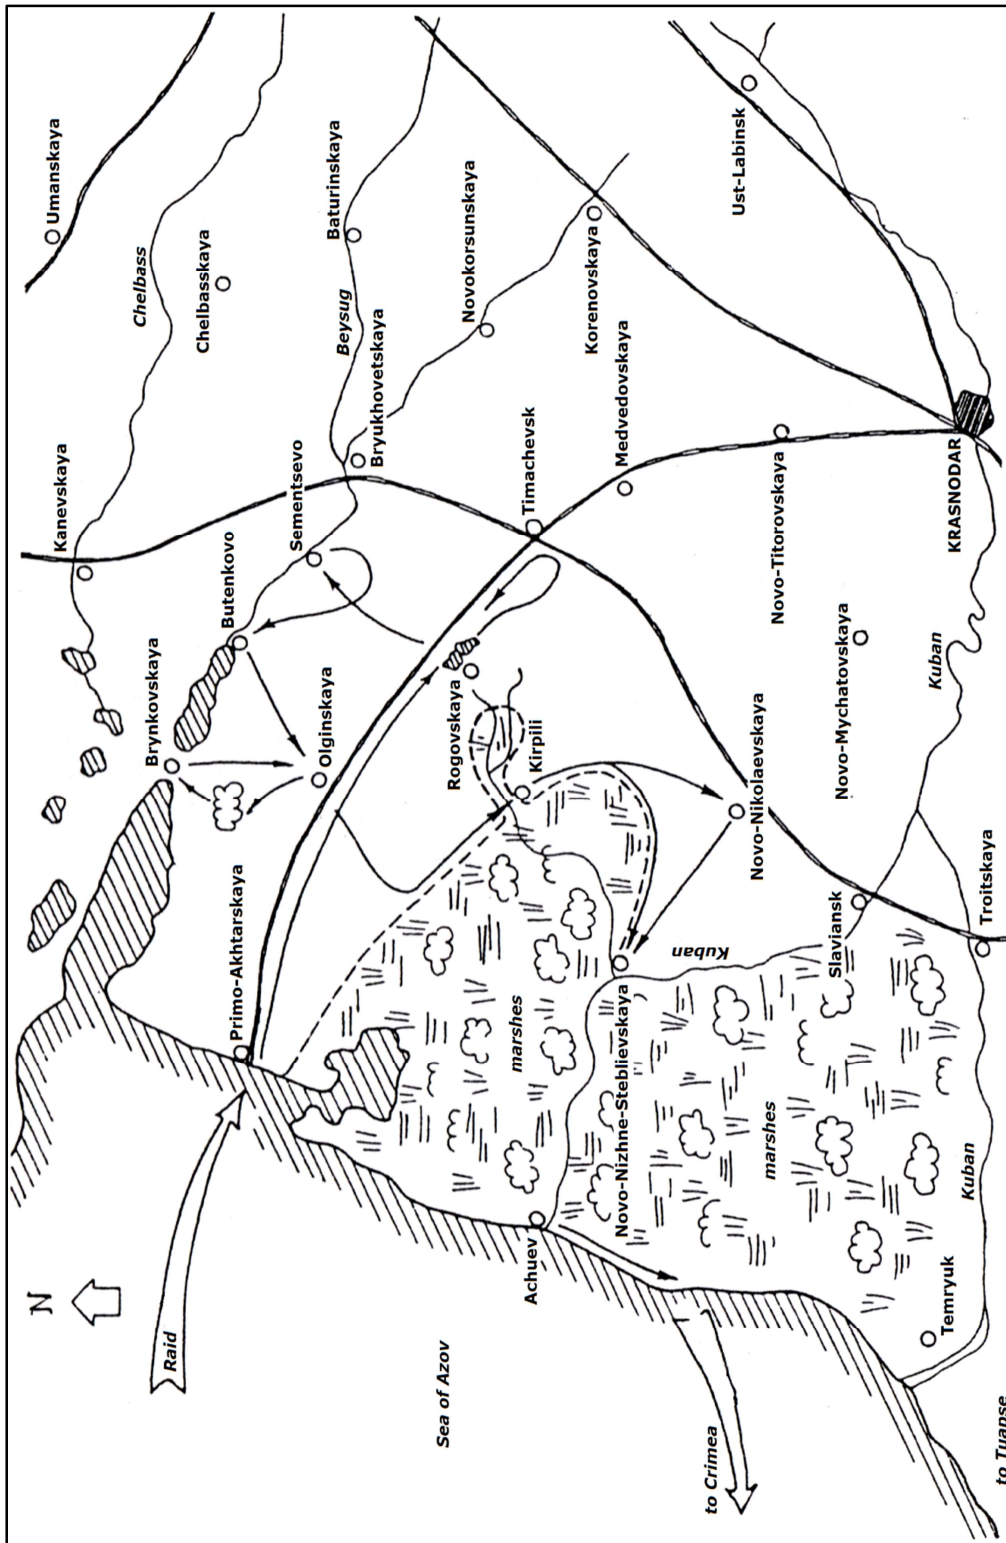 N
Umanskaya
Kanevskaya
Chelbass
Brynkovskaya
Raid
Chelbasskaya
Butenkovo
Primo-Akhtarskaya
Sementsevo
Olginskaya
Baturinskaya
Beysug
Bryukhovetskaya
Sea of Azov
Rogovskaya
Novokorsunskaya
marshes
Achuev
Kirpili
Timachevsk
Korenovskaya
Medvedovskaya
Novo-Nizhne-Steblievskaya
Kuban
to Crimea
Ust-Labinsk
Novo-Nikolaevskaya
marshes
Novo-Titorovskaya
Slaviansk
Novo-Mychatovskaya
Kuban
Temryuk
KRASNODAR
Kuban
Troitskaya
to Tuapse